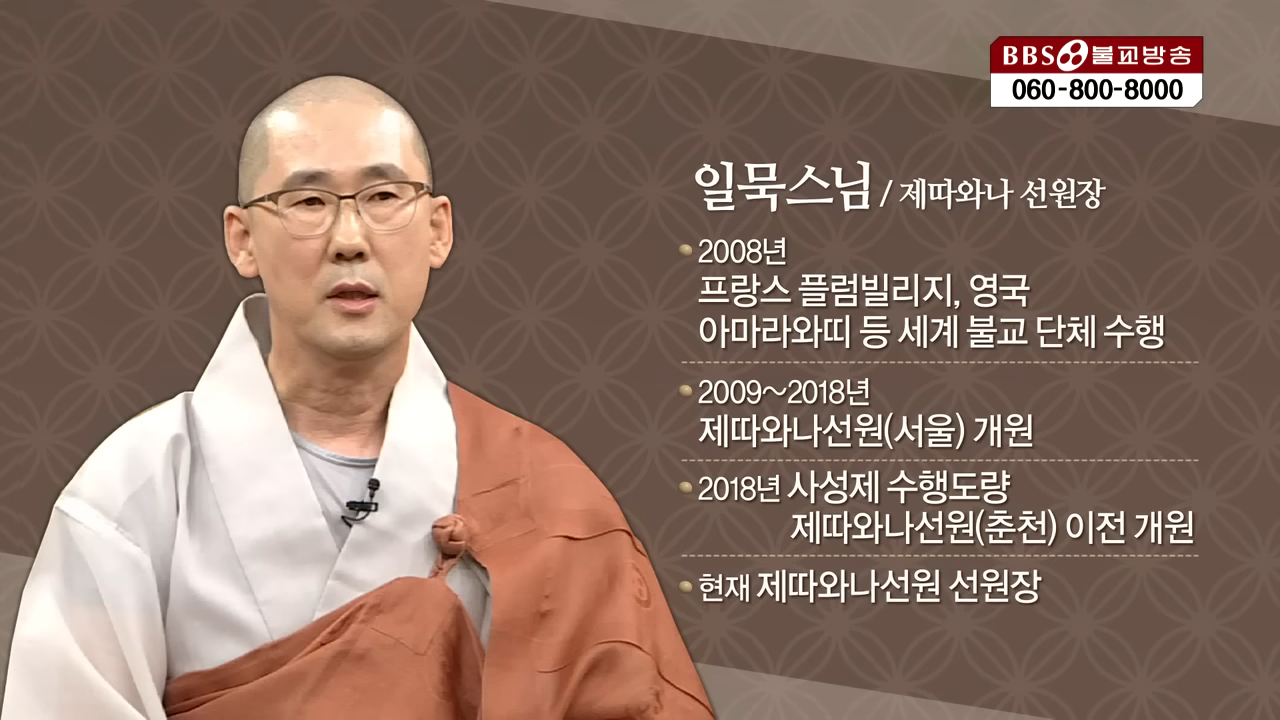 BBS 불교방송
060-800-8000
일묵스님 / 제따와나 선원장
2008년
프랑스 플럼빌리지, 영국
아마라와띠 등 세계 불교 단체 수행
2009~2018년
제따와나선원(서울) 개원
2018년 사성제 수행도량
제따와나선원(춘천) 이전 개원
현재 제따와나선원 선원장